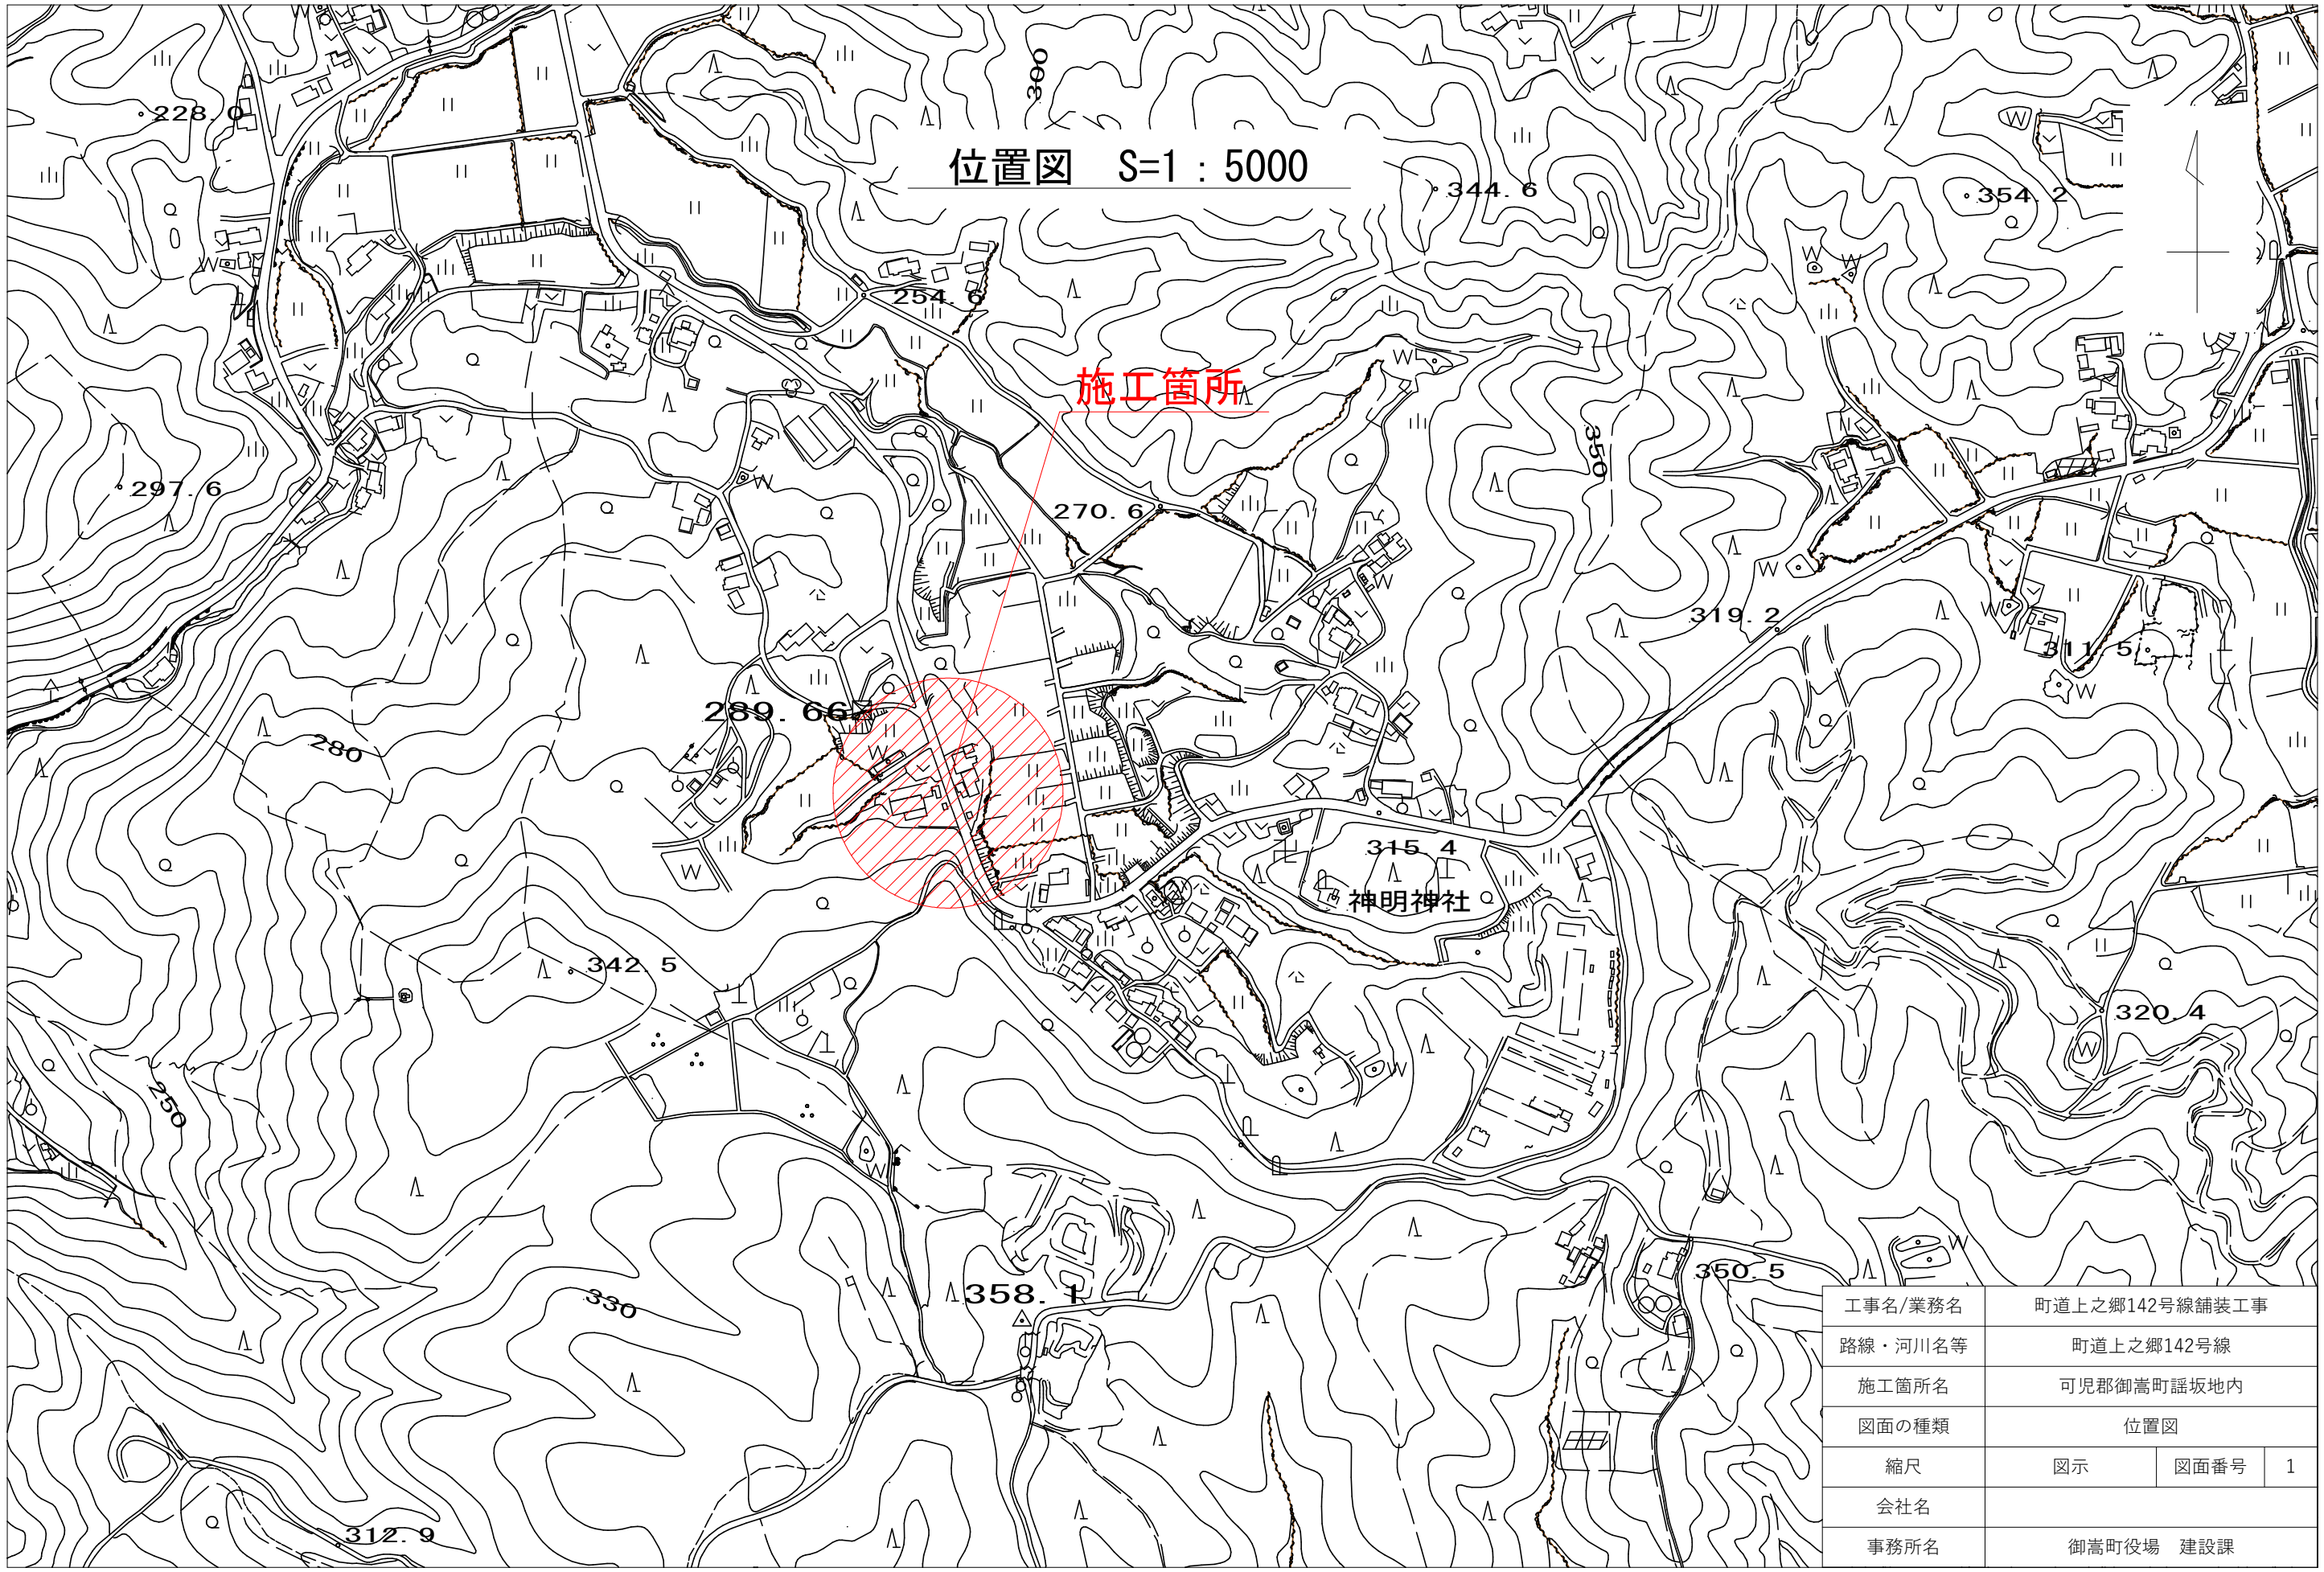 位置図　S=1：5000
300
228.0
344.6
354.2
254.6
施工箇所
350
297.6
270.6
319.2
311.5
289.66
280
315.4
神明神社
342.5
320.4
250
330
358.1
350.5
312.9
工事名/業務名 町道上之郷142号線舗装工事
路線・河川名等 町道上之郷142号線
施工箇所名 可児郡御嵩町謡坂地内
図面の種類 位置図
縮尺 図示 図面番号 1
会社名
事務所名 御嵩町役場　建設課